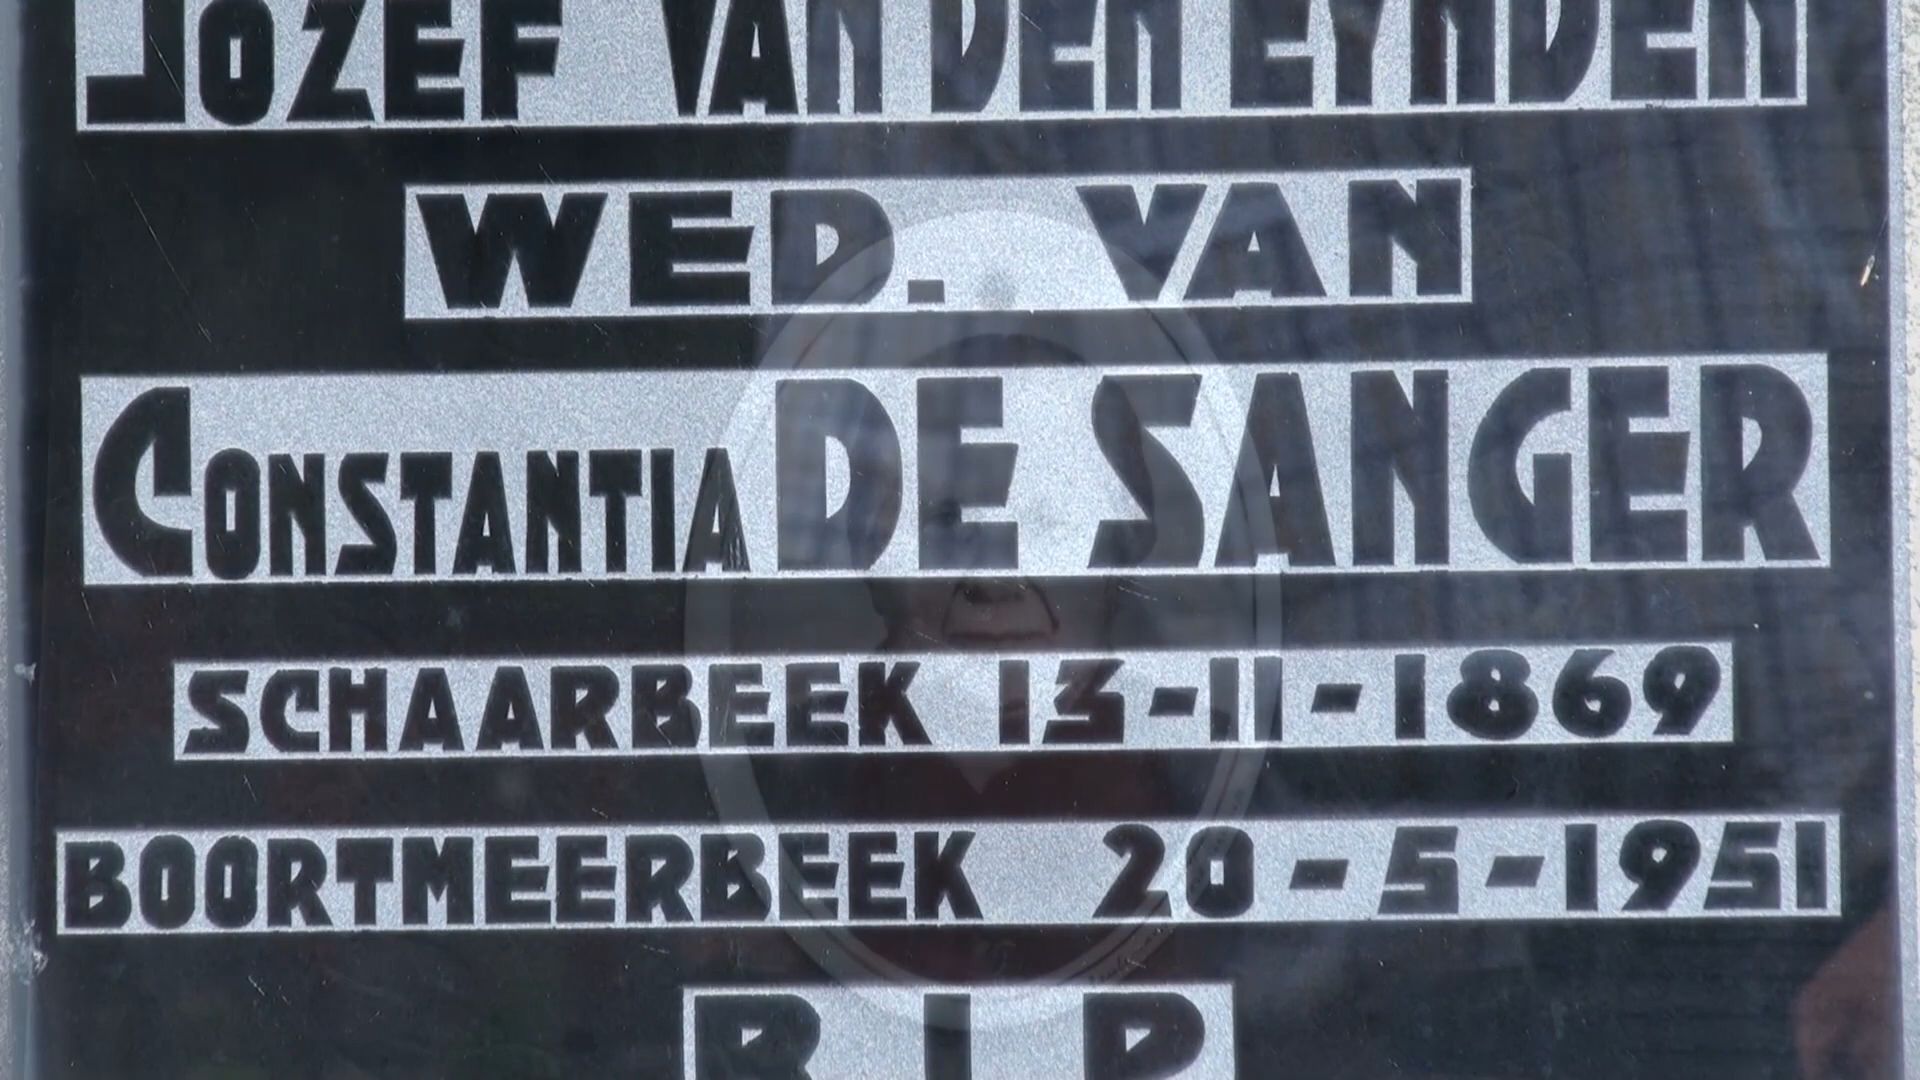 JOZEF VAN DEN EYNDEN
WED. VAN
CONSTANTIA DE SANGER
SCHAARBEEK 13-11-1869
BOORTMEERBEEK 20-5-1951
R I P